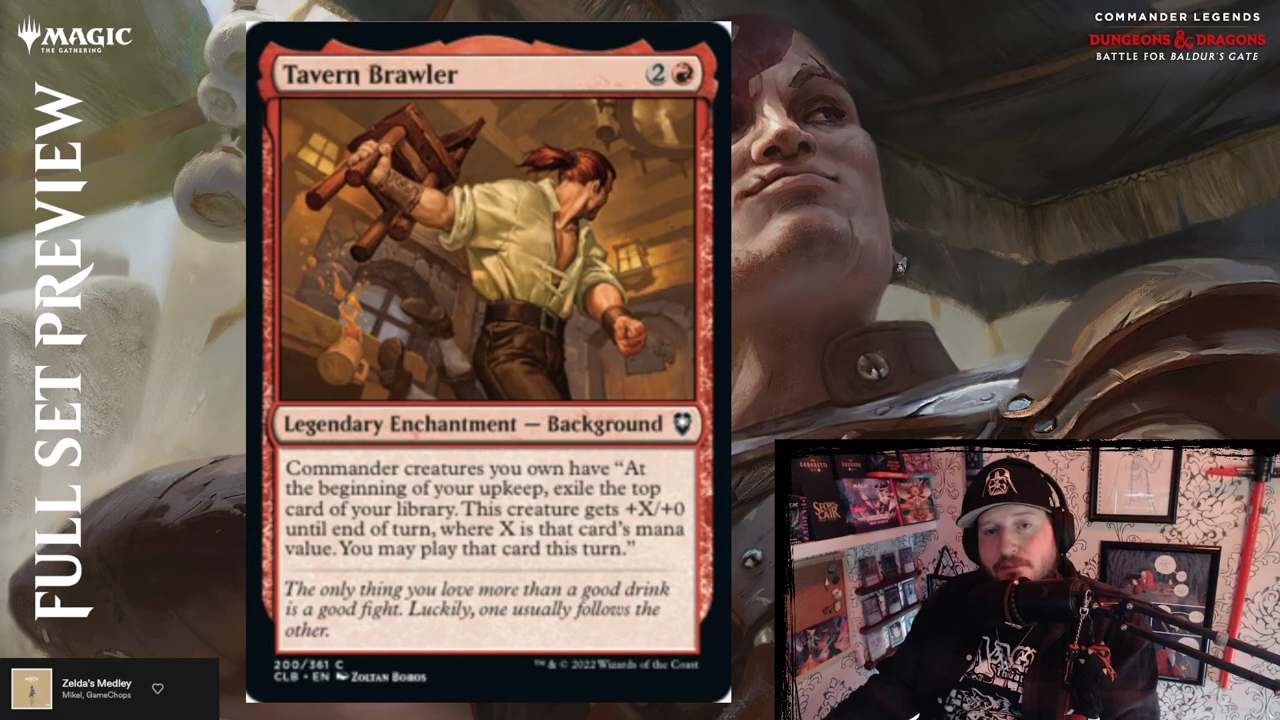 MAGIC
THE GATHERING
FULL SET PREVIEW
COMMANDER LEGENDS
DUNGEONS & DRAGONS
BATTLE FOR BALDUR'S GATE
Tavern Brawler 2
Legendary Enchantment — Background
Commander creatures you own have “At
the beginning of your upkeep, exile the top
card of your library. This creature gets +X/+0
until end of turn, where X is that card's mana
value. You may play that card this turn.”
The only thing you love more than a good drink
is a good fight. Luckily, one usually follows the
other.
200/361 C
CLB • EN ZOLTAN BOROS
™ & © 2022 Wizards of the Coast
Zelda's Medley
Mikel, GameChops
SECRET
LAIR